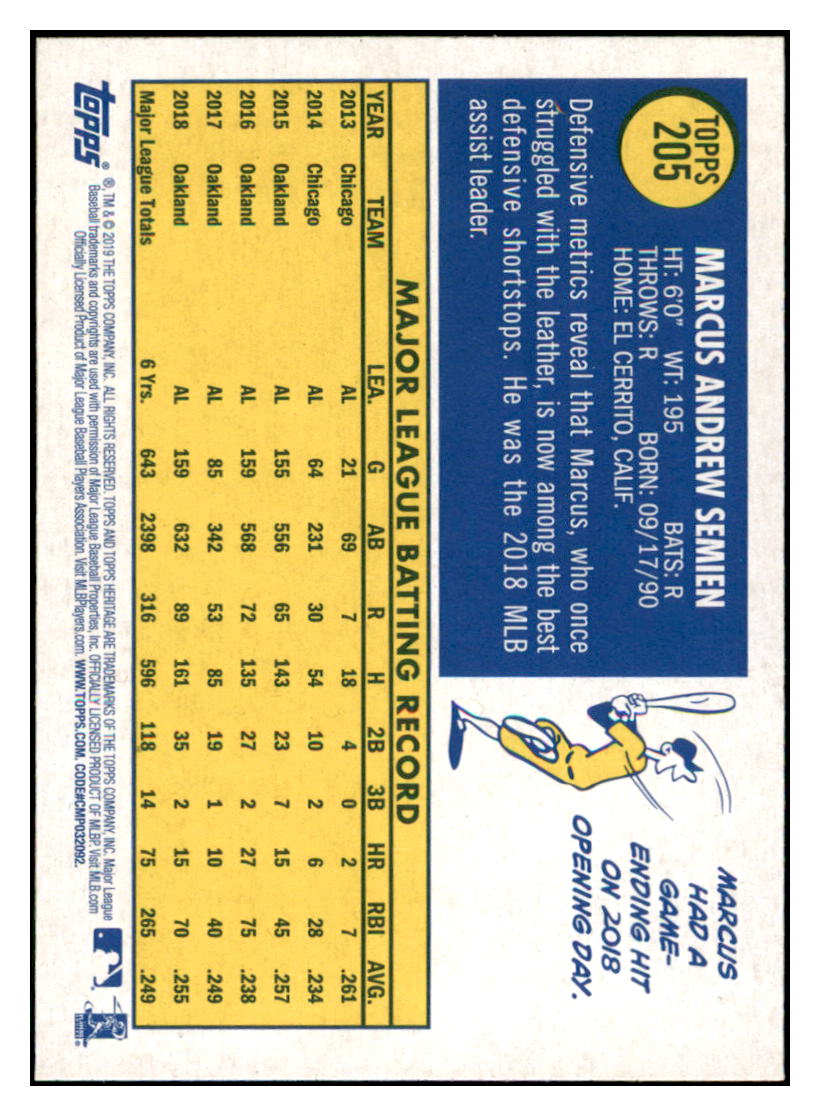 TOPPS
205
MARCUS ANDREW SEMIEN
HT: 6'0" WT: 195 BATS: R
THROWS: R BORN: 09/17/90
HOME: EL CERRITO, CALIF.
Defensive metrics reveal that Marcus, who once
struggled with the leather, is now among the best
defensive shortstops. He was the 2018 MLB
assist leader.
MARCUS
HAD A
GAME-
ENDING HIT
ON 2018
OPENING DAY.
MAJOR LEAGUE BATTING RECORD
YEAR TEAM LEA. G AB R H 2B 3B HR RBI AVG.
2013 Chicago AL 21 69 7 18 4 0 2 7 .261
2014 Chicago AL 64 231 30 54 10 2 6 28 .234
2015 Oakland AL 155 556 65 143 23 7 15 45 .257
2016 Oakland AL 159 568 72 135 27 2 27 75 .238
2017 Oakland AL 85 342 53 85 19 1 10 40 .249
2018 Oakland AL 159 632 89 161 35 2 15 70 .255
Major League Totals 6 Yrs. 643 2398 316 596 118 14 75 265 .249
topps®
®, TM & © 2019 THE TOPPS COMPANY, INC. ALL RIGHTS RESERVED. TOPPS AND TOPPS HERITAGE ARE TRADEMARKS OF THE TOPPS COMPANY, INC. Major League
Baseball trademarks and copyrights are used with permission of Major League Baseball Properties, Inc. OFFICIALLY LICENSED PRODUCT OF MLBP. Visit MLB.com
Officially Licensed Product of Major League Baseball Players Association. Visit MLBPlayers.com. WWW.TOPPS.COM. CODE#CMP032092.